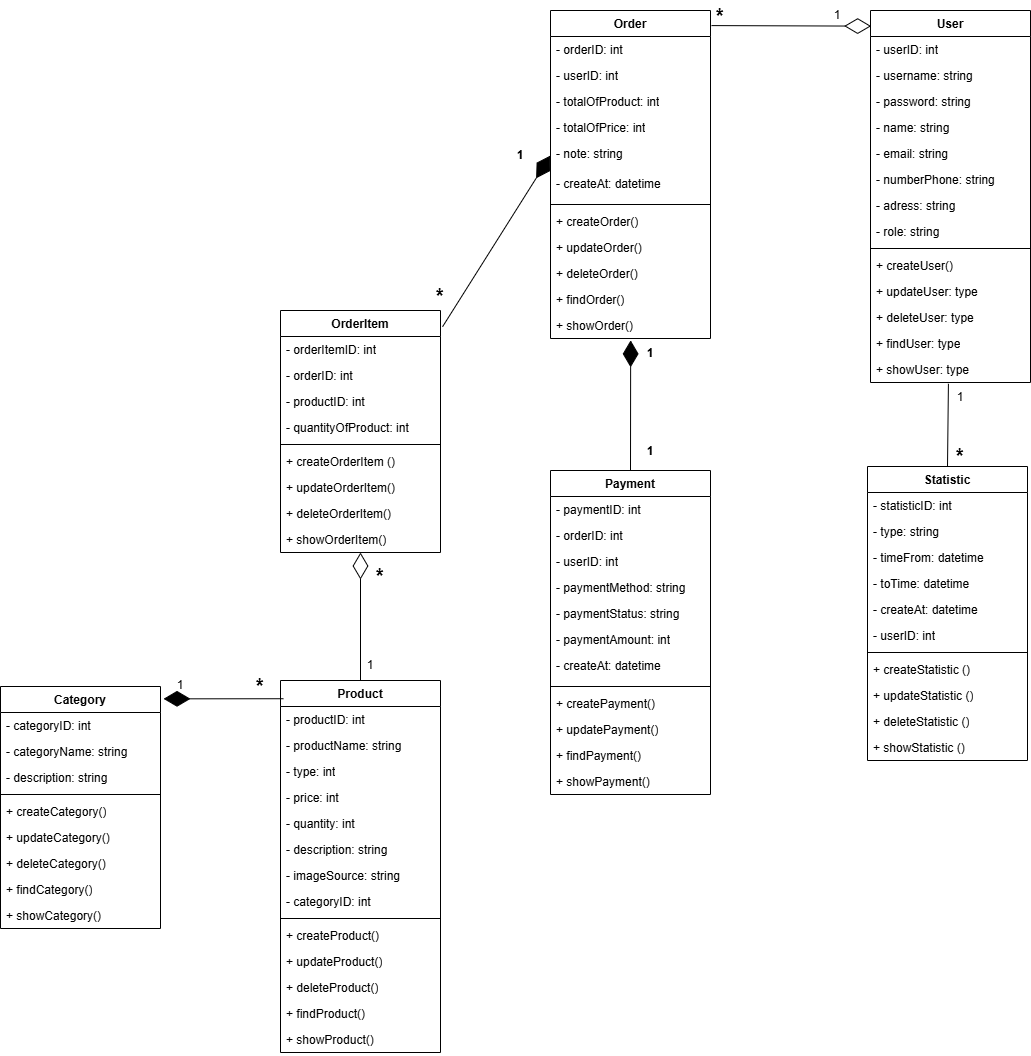 Order
- orderID: int
- userID: int
- totalOfProduct: int
- totalOfPrice: int
- note: string
- createAt: datetime
+ createOrder()
+ updateOrder()
+ deleteOrder()
+ findOrder()
+ showOrder()
*
1
User
- userID: int
- username: string
- password: string
- name: string
- email: string
- numberPhone: string
- adress: string
- role: string
+ createUser()
+ updateUser: type
+ deleteUser: type
+ findUser: type
+ showUser: type
1
*
OrderItem
- orderItemID: int
- orderID: int
- productID: int
- quantityOfProduct: int
+ createOrderItem ()
+ updateOrderItem()
+ deleteOrderItem()
+ showOrderItem()
1
1
Payment
- paymentID: int
- orderID: int
- userID: int
- paymentMethod: string
- paymentStatus: string
- paymentAmount: int
- createAt: datetime
+ createPayment()
+ updatePayment()
+ findPayment()
+ showPayment()
1
*
Statistic
- statisticID: int
- type: string
- timeFrom: datetime
- toTime: datetime
- createAt: datetime
- userID: int
+ createStatistic ()
+ updateStatistic ()
+ deleteStatistic ()
+ showStatistic ()
*
1
Category
- categoryID: int
- categoryName: string
- description: string
+ createCategory()
+ updateCategory()
+ deleteCategory()
+ findCategory()
+ showCategory()
1
*
Product
- productID: int
- productName: string
- type: int
- price: int
- quantity: int
- description: string
- imageSource: string
- categoryID: int
+ createProduct()
+ updateProduct()
+ deleteProduct()
+ findProduct()
+ showProduct()